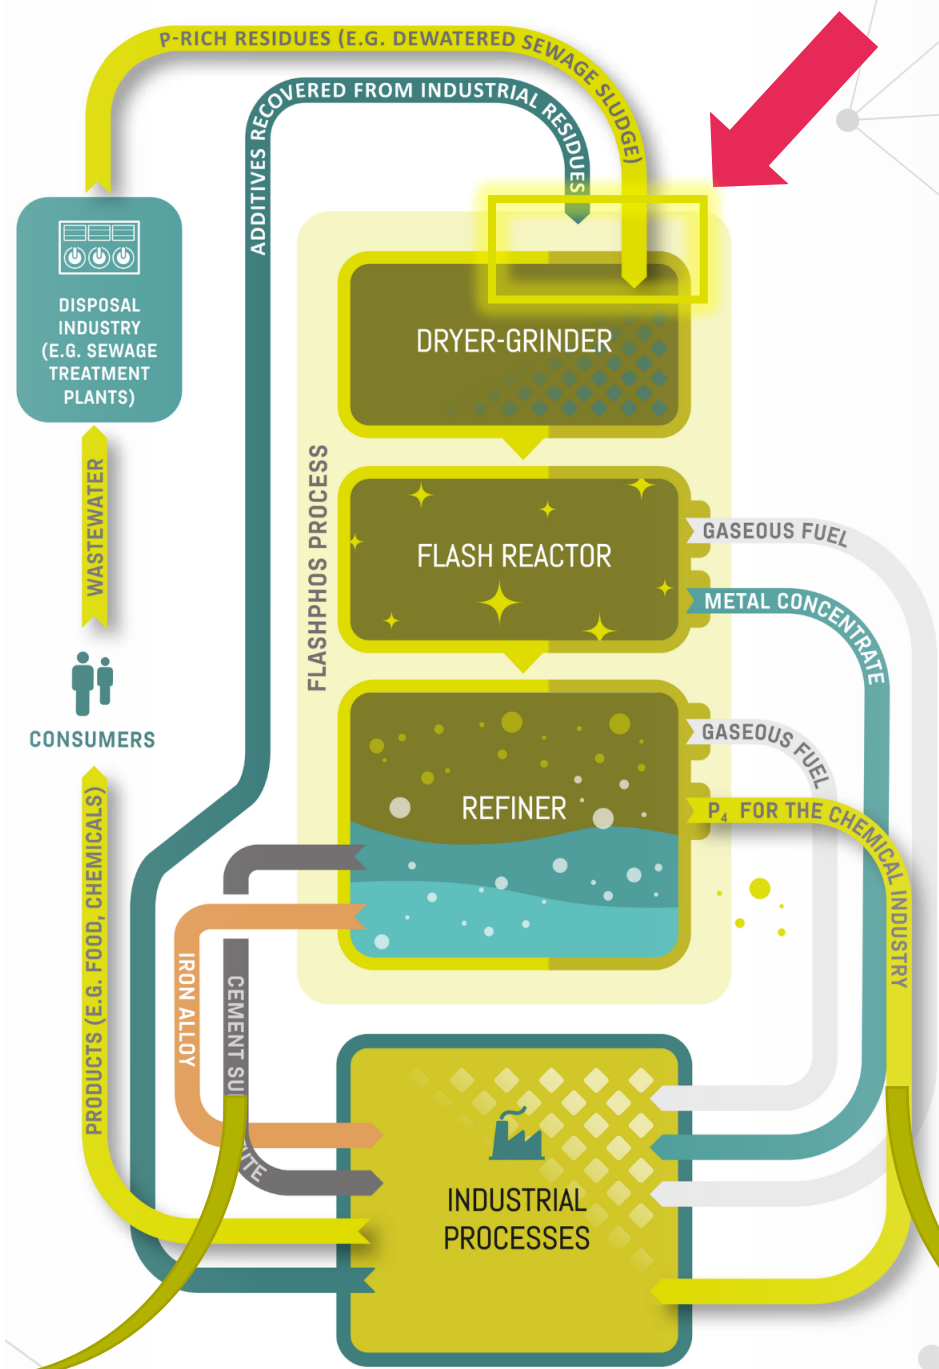 P-RICH RESIDUES (E.G. DEWATERED SEWAGE SLUDGE)
ADDITIVES RECOVERED FROM INDUSTRIAL RESIDUES
DISPOSAL
INDUSTRY
(E.G. SEWAGE
TREATMENT
PLANTS)
DRYER-GRINDER
FLASHPHOS PROCESS
WASTEWATER
FLASH REACTOR
GASEOUS FUEL
METAL CONCENTRATE
CONSUMERS
GASEOUS FUEL
REFINER
P₄ FOR THE CHEMICAL INDUSTRY
PRODUCTS (E.G. FOOD, CHEMICALS)
IRON ALLOY
CEMENT
INDUSTRIAL
PROCESSES